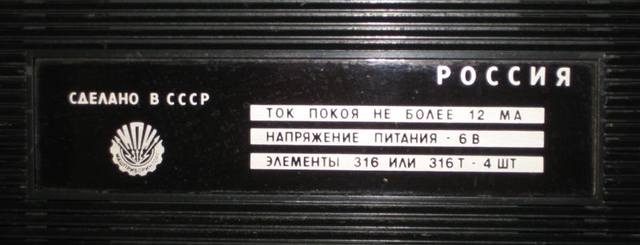 РОССИЯ
СДЕЛАНО В СССР
ТОК ПОКОЯ НЕ БОЛЕЕ 12 МА
НАПРЯЖЕНИЕ ПИТАНИЯ - 6 В
ЭЛЕМЕНТЫ 316 ИЛИ 316 Т - 4 ШТ